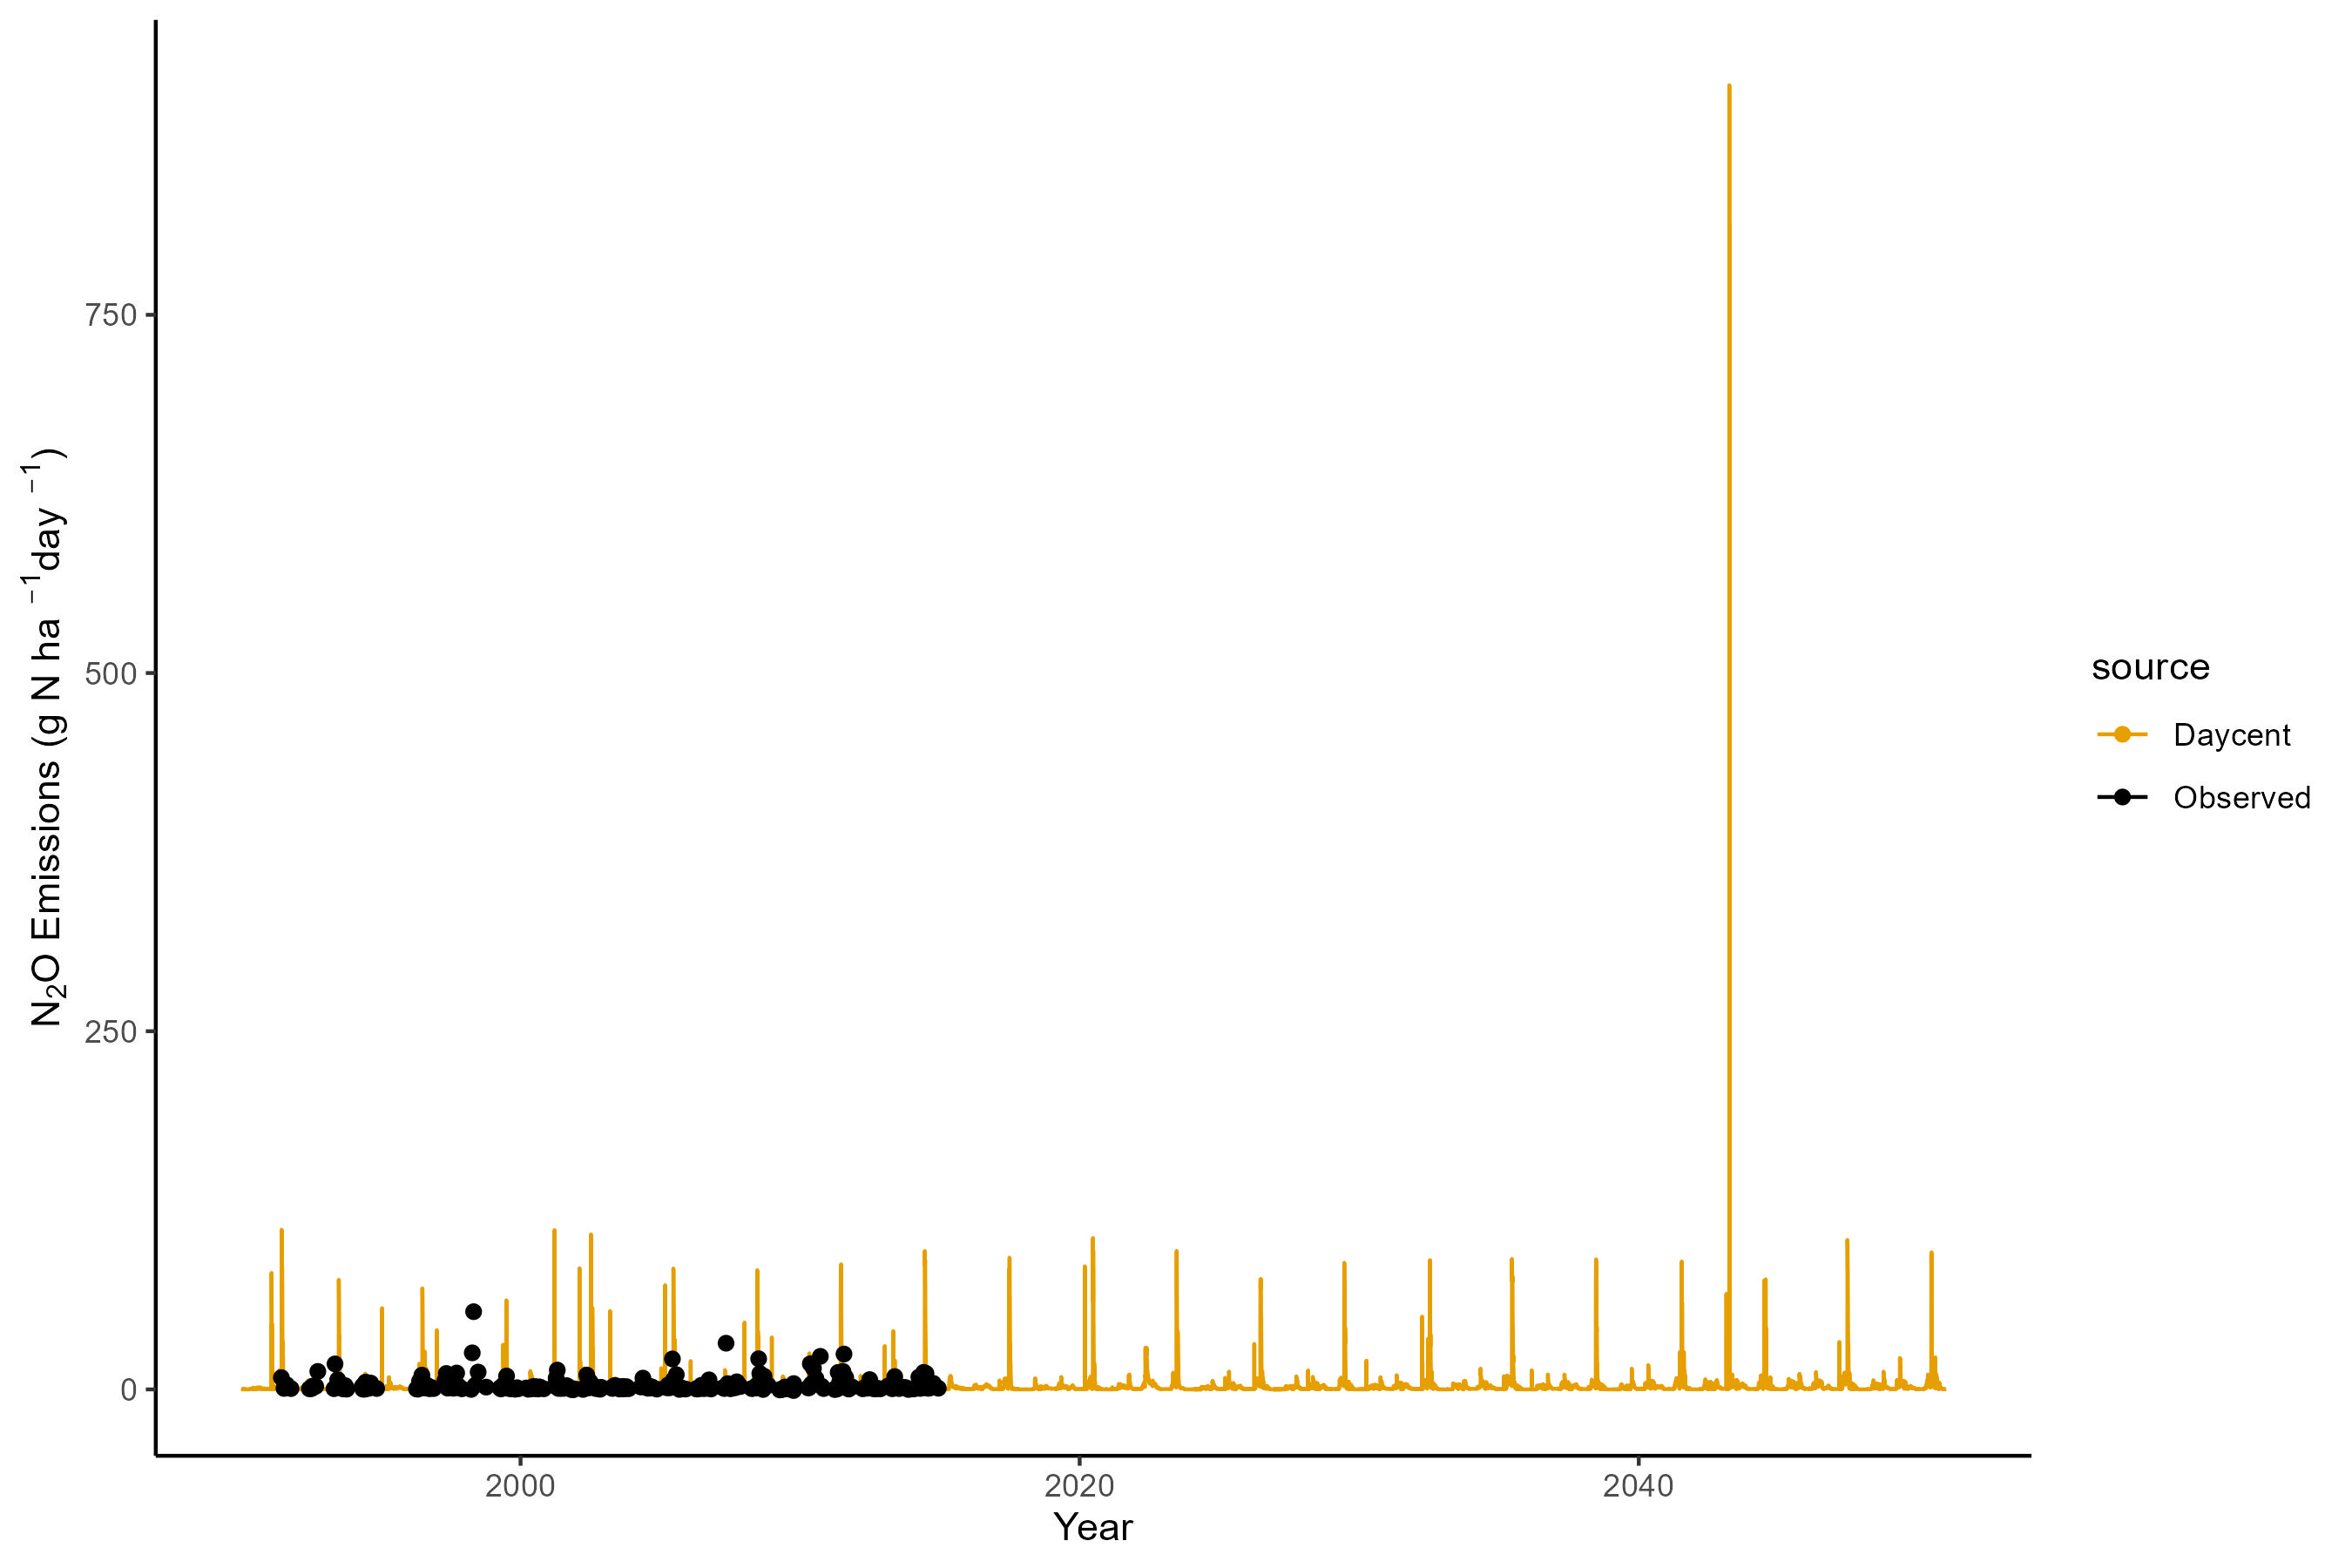 N₂O Emissions (g N ha ⁻¹day ⁻¹)
750
500
250
0
2000 2020 2040
Year
source
Daycent
Observed